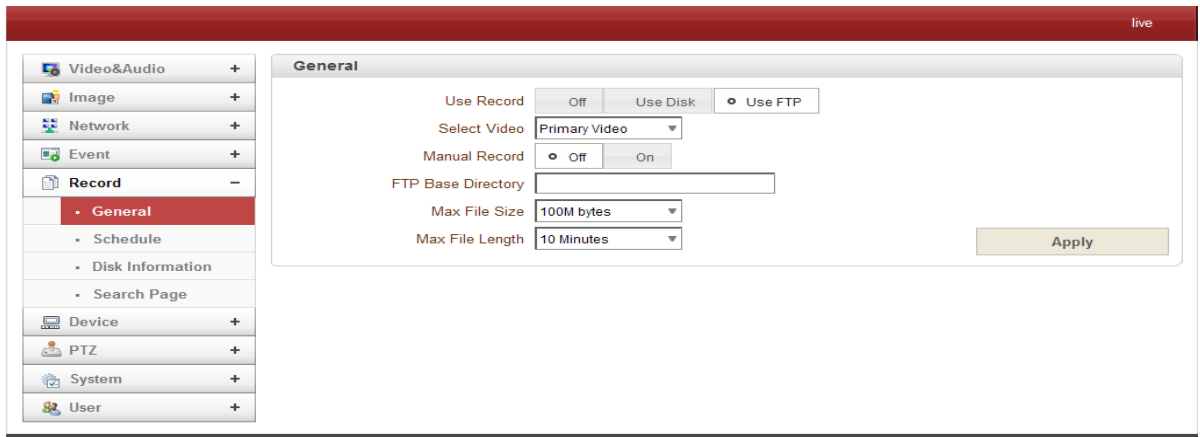 live
Video&Audio +
Image +
Network +
Event +
Record −
General
Schedule
Disk Information
Search Page
Device +
PTZ +
System +
User +
General
Use Record Off Use Disk Use FTP
Select Video Primary Video
Manual Record Off On
FTP Base Directory
Max File Size 100M bytes
Max File Length 10 Minutes
Apply